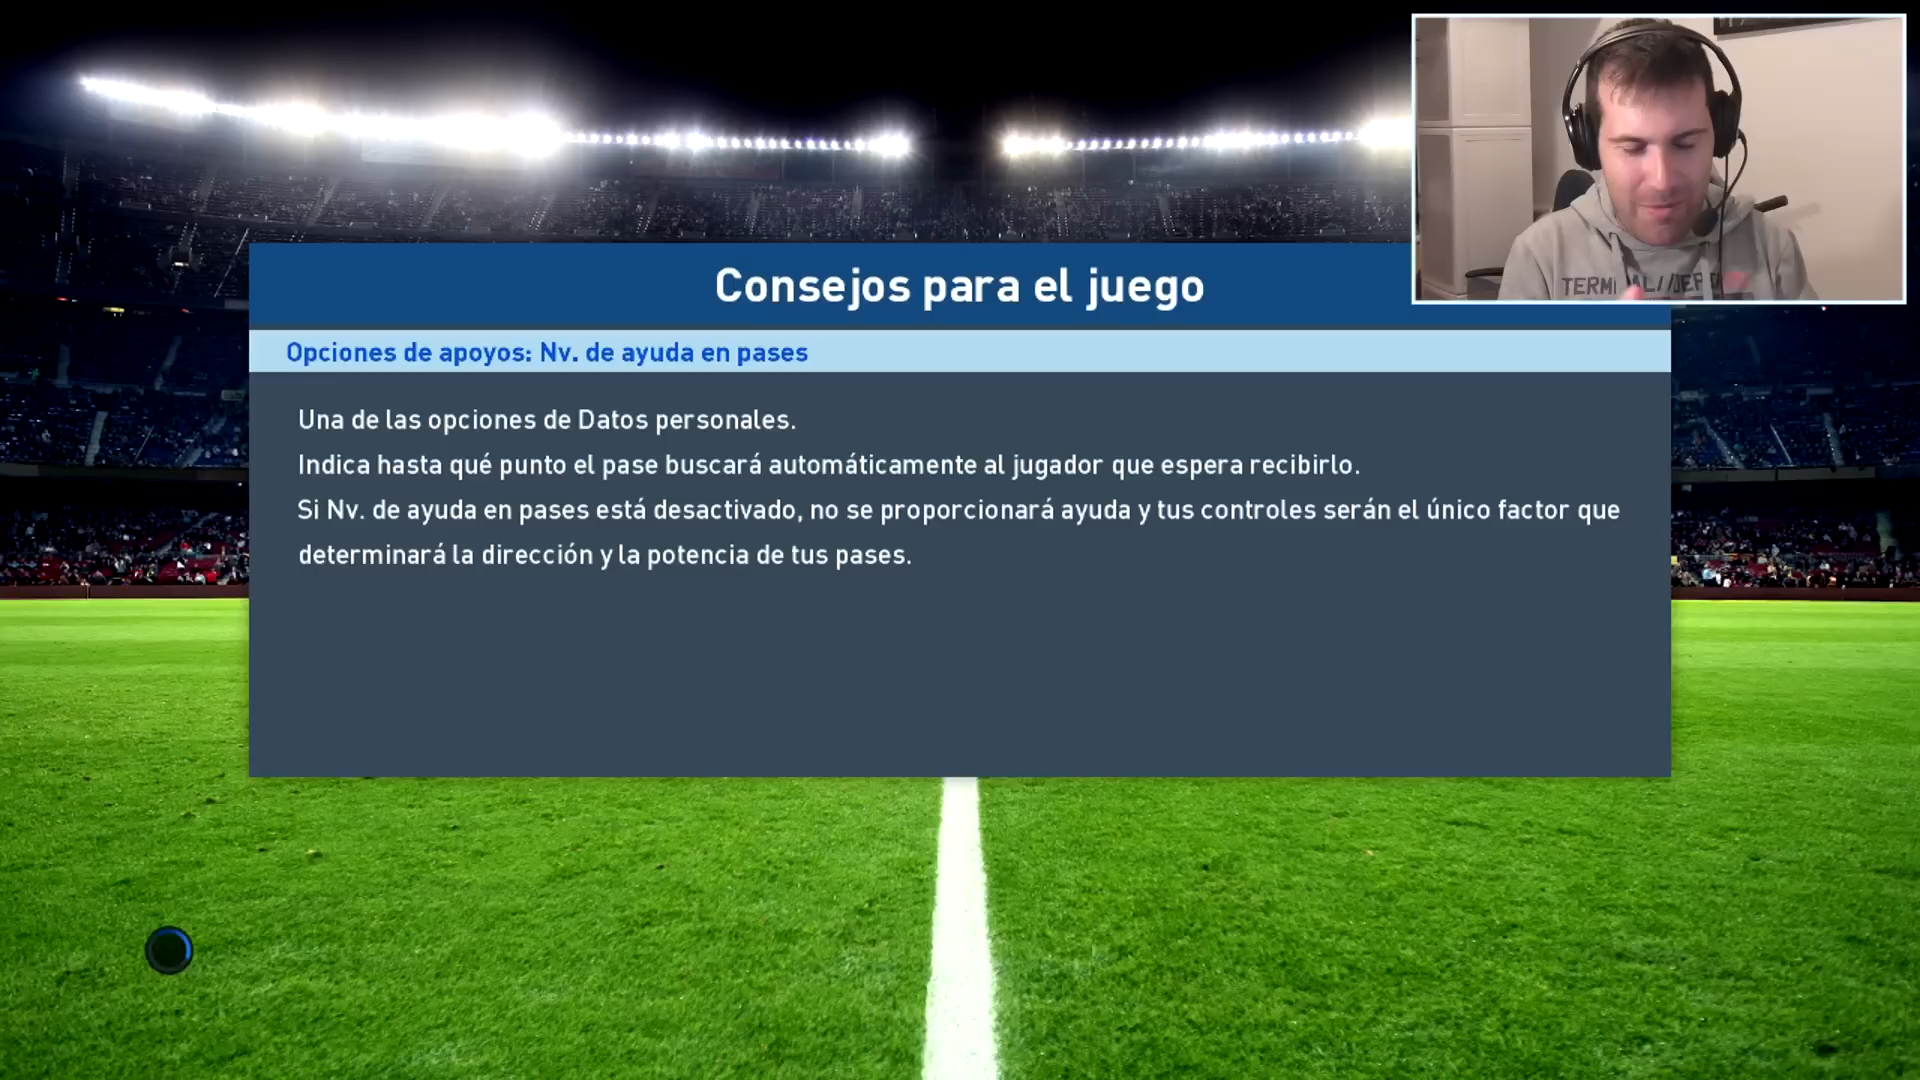 Consejos para el juego
Opciones de apoyos: Nv. de ayuda en pases
Una de las opciones de Datos personales.
Indica hasta qué punto el pase buscará automáticamente al jugador que espera recibirlo.
Si Nv. de ayuda en pases está desactivado, no se proporcionará ayuda y tus controles serán el único factor que
determinará la dirección y la potencia de tus pases.